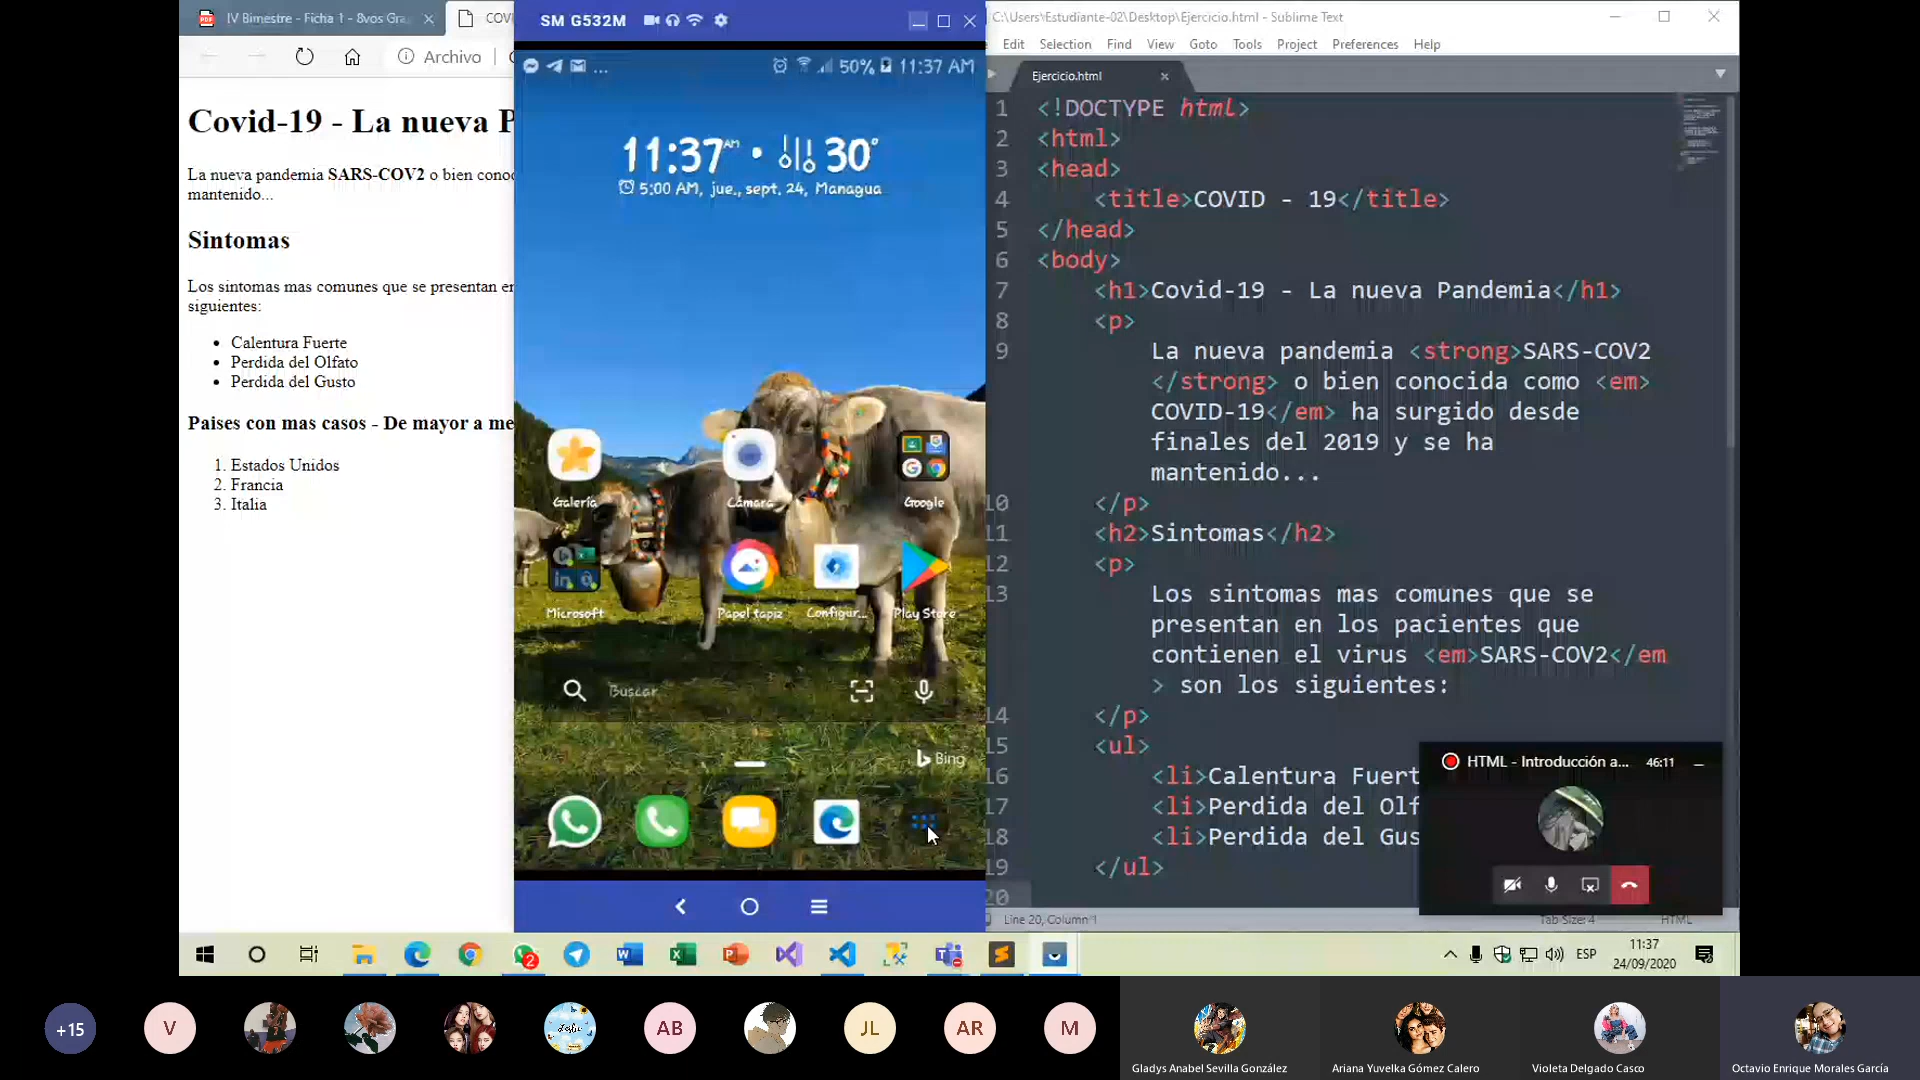 IV Bimestre - Ficha 1 - 8vos Gra
COV
Archivo
Covid-19 - La nueva P
La nueva pandemia SARS-COV2 o bien cono
mantenido...
Sintomas
Los sintomas mas comunes que se presentan en
siguientes:
Calentura Fuerte
Perdida del Olfato
Perdida del Gusto
Paises con mas casos - De mayor a me
1. Estados Unidos
2. Francia
3. Italia
SM G532M
...
50% 11:37 AM
11:37 AM • 30°
5:00 AM, jue., sept. 24, Managua
Galería
Cámara
Google
Microsoft
Papel tapiz
Configur...
Play Store
Buscar
Bing
C:\Users\Estudiante-02\Desktop\Ejercicio.html - Sublime Text
Edit Selection Find View Goto Tools Project Preferences Help
Ejercicio.html
1 <!DOCTYPE html>
2 <html>
3 <head>
4 <title>COVID - 19</title>
5 </head>
6 <body>
7 <h1>Covid-19 - La nueva Pandemia</h1>
8 <p>
9 La nueva pandemia <strong>SARS-COV2
</strong> o bien conocida como <em>
COVID-19</em> ha surgido desde
finales del 2019 y se ha
mantenido...
10 </p>
11 <h2>Sintomas</h2>
12 <p>
13 Los sintomas mas comunes que se
presentan en los pacientes que
contienen el virus <em>SARS-COV2</em
> son los siguientes:
14 </p>
15 <ul>
16 <li>Calentura Fuert
17 <li>Perdida del Olf
18 <li>Perdida del Gus
19 </ul>
20
Line 20, Column 1
Tab Size: 4
HTML
HTML - Introducción a... 46:11
2
ESP
11:37
24/09/2020
+15
V
AB
JL
AR
M
Gladys Anabel Sevilla González
Ariana Yuvelka Gómez Calero
Violeta Delgado Casco
Octavio Enrique Morales García